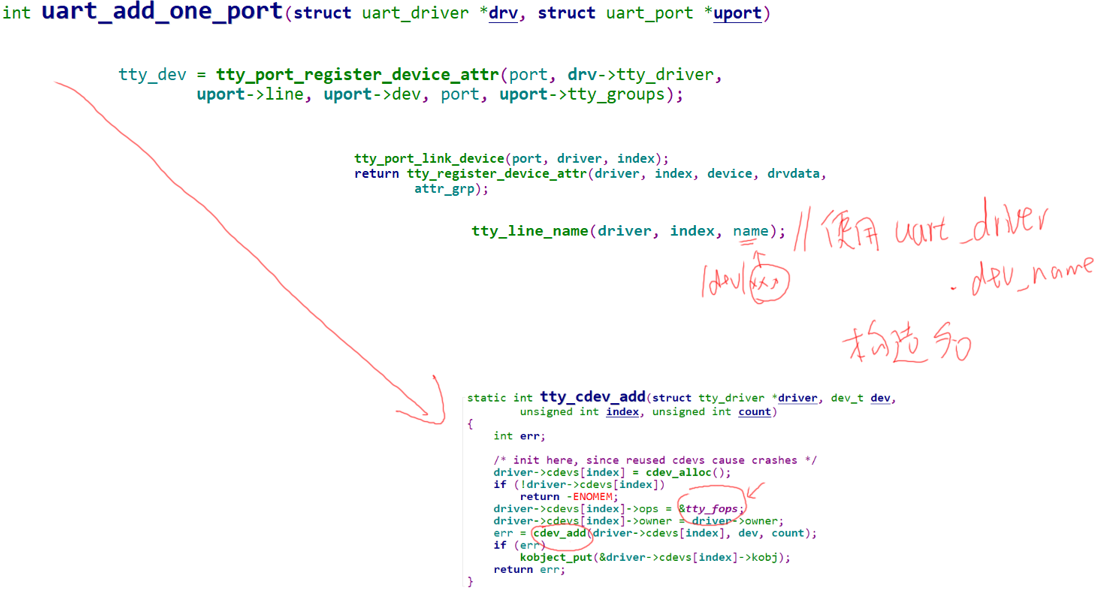 int uart_add_one_port(struct uart_driver *drv, struct uart_port *uport)
tty_dev = tty_port_register_device_attr(port, drv->tty_driver,
uport->line, uport->dev, port, uport->tty_groups);
tty_port_link_device(port, driver, index);
return tty_register_device_attr(driver, index, device, drvdata,
attr_grp);
tty_line_name(driver, index, name); //使用 uart_driver
/dev/xxx
.dev_name
构造
static int tty_cdev_add(struct tty_driver *driver, dev_t dev,
unsigned int index, unsigned int count)
{
int err;
/* init here, since reused cdevs cause crashes */
driver->cdevs[index] = cdev_alloc();
if (!driver->cdevs[index])
return -ENOMEM;
driver->cdevs[index]->ops = &tty_fops;
driver->cdevs[index]->owner = driver->owner;
err = cdev_add(driver->cdevs[index], dev, count);
if (err)
kobject_put(&driver->cdevs[index]->kobj);
return err;
}